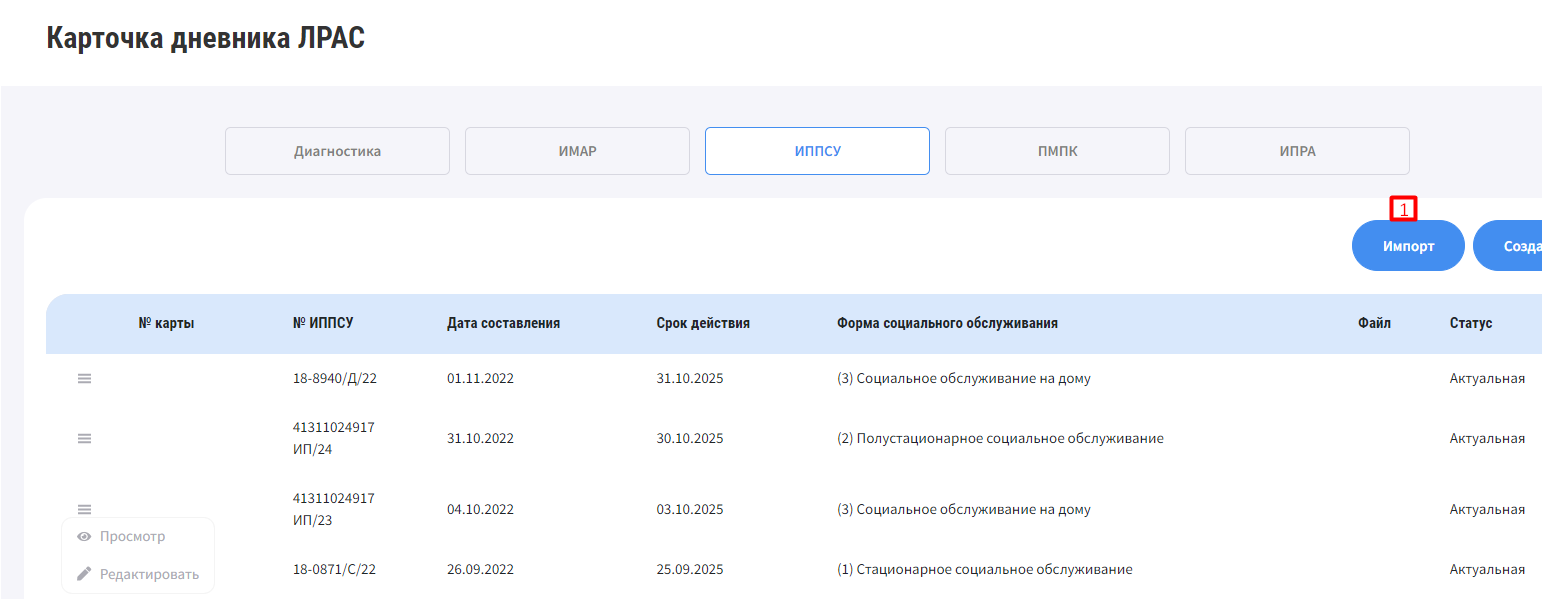 Карточка дневника ЛРАС
Диагностика ИМАР ИППСУ ПМПК ИПРА
1
Импорт Созда
№ карты № ИППСУ Дата составления Срок действия Форма социального обслуживания Файл Статус
18-8940/Д/22 01.11.2022 31.10.2025 (3) Социальное обслуживание на дому Актуальная
41311024917
ИП/24 31.10.2022 30.10.2025 (2) Полустационарное социальное обслуживание Актуальная
41311024917
ИП/23 04.10.2022 03.10.2025 (3) Социальное обслуживание на дому Актуальная
Просмотр
Редактировать
18-0871/С/22 26.09.2022 25.09.2025 (1) Стационарное социальное обслуживание Актуальная